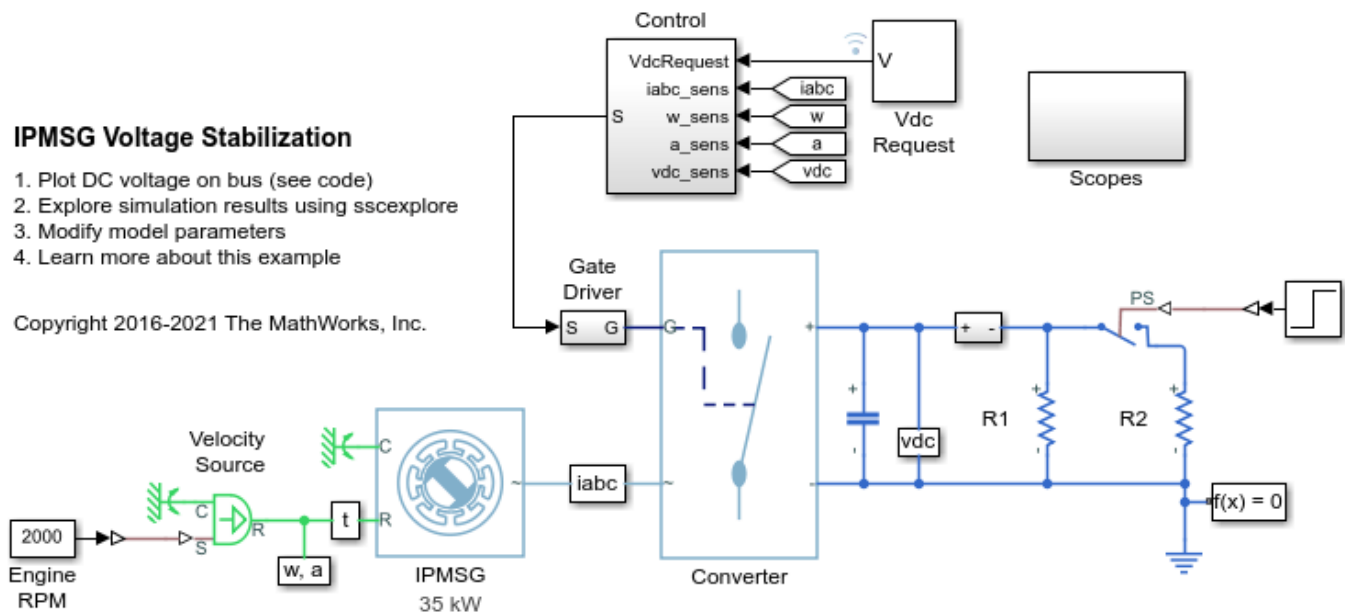 Control
VdcRequest
iabc_sens
w_sens
a_sens
vdc_sens
S
iabc
w
a
vdc
V
Vdc
Request
Scopes
IPMSG Voltage Stabilization
1. Plot DC voltage on bus (see code)
2. Explore simulation results using sscexplore
3. Modify model parameters
4. Learn more about this example
Copyright 2016-2021 The MathWorks, Inc.
Gate
Driver
S G
G
+
-
~
+ -
PS
+
-
vdc
R1
+
-
R2
+
-
f(x) = 0
Converter
Velocity
Source
C
S
R
2000
Engine
RPM
w, a
t
C
R
~
IPMSG
35 kW
iabc